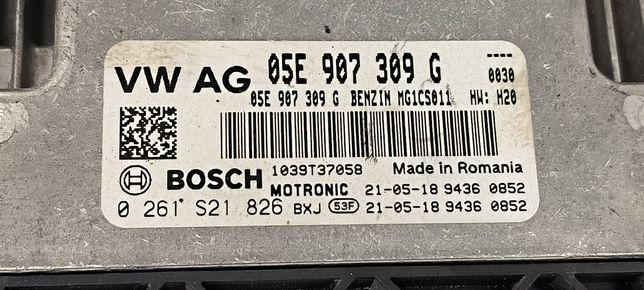 VW AG 05E 907 309 G ----
0030
05E 907 309 G BENZIN MG1CS011 HW: H20
1039T37058 Made in Romania
BOSCH MOTRONIC 21-05-18 9436 0852
0 261 S21 826 BXJ 53F 21-05-18 9436 0852